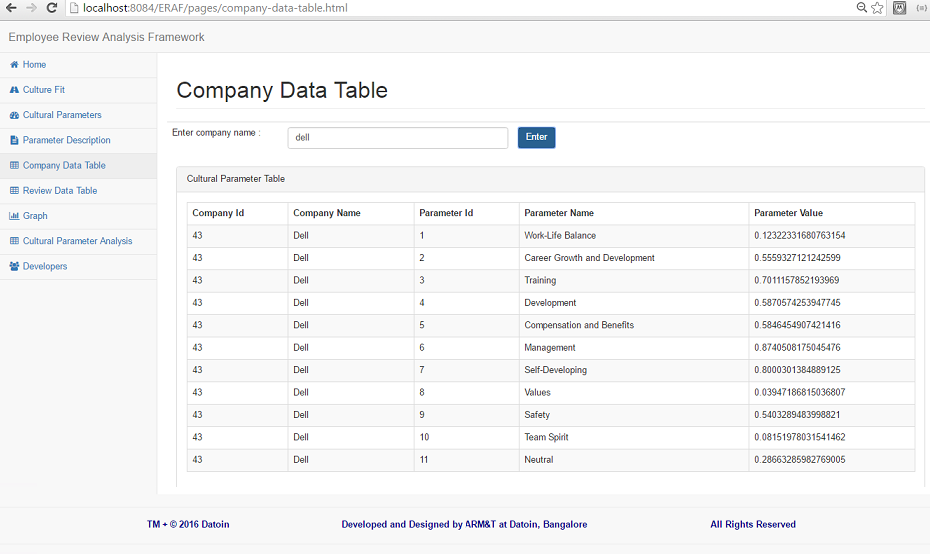 localhost:8084/ERAF/pages/company-data-table.html
Employee Review Analysis Framework
Home
Culture Fit
Cultural Parameters
Parameter Description
Company Data Table
Review Data Table
Graph
Cultural Parameter Analysis
Developers
Company Data Table
Enter company name : dell Enter
Cultural Parameter Table
Company Id Company Name Parameter Id Parameter Name Parameter Value
43 Dell 1 Work-Life Balance 0.12322331680763154
43 Dell 2 Career Growth and Development 0.5559327121242599
43 Dell 3 Training 0.7011157852193969
43 Dell 4 Development 0.5870574253947745
43 Dell 5 Compensation and Benefits 0.5846454907421416
43 Dell 6 Management 0.8740508175045476
43 Dell 7 Self-Developing 0.8000301384889125
43 Dell 8 Values 0.03947186815036807
43 Dell 9 Safety 0.5403289483998821
43 Dell 10 Team Spirit 0.08151978031541462
43 Dell 11 Neutral 0.28663285982769005
TM + © 2016 Datoin Developed and Designed by ARM&T at Datoin, Bangalore All Rights Reserved